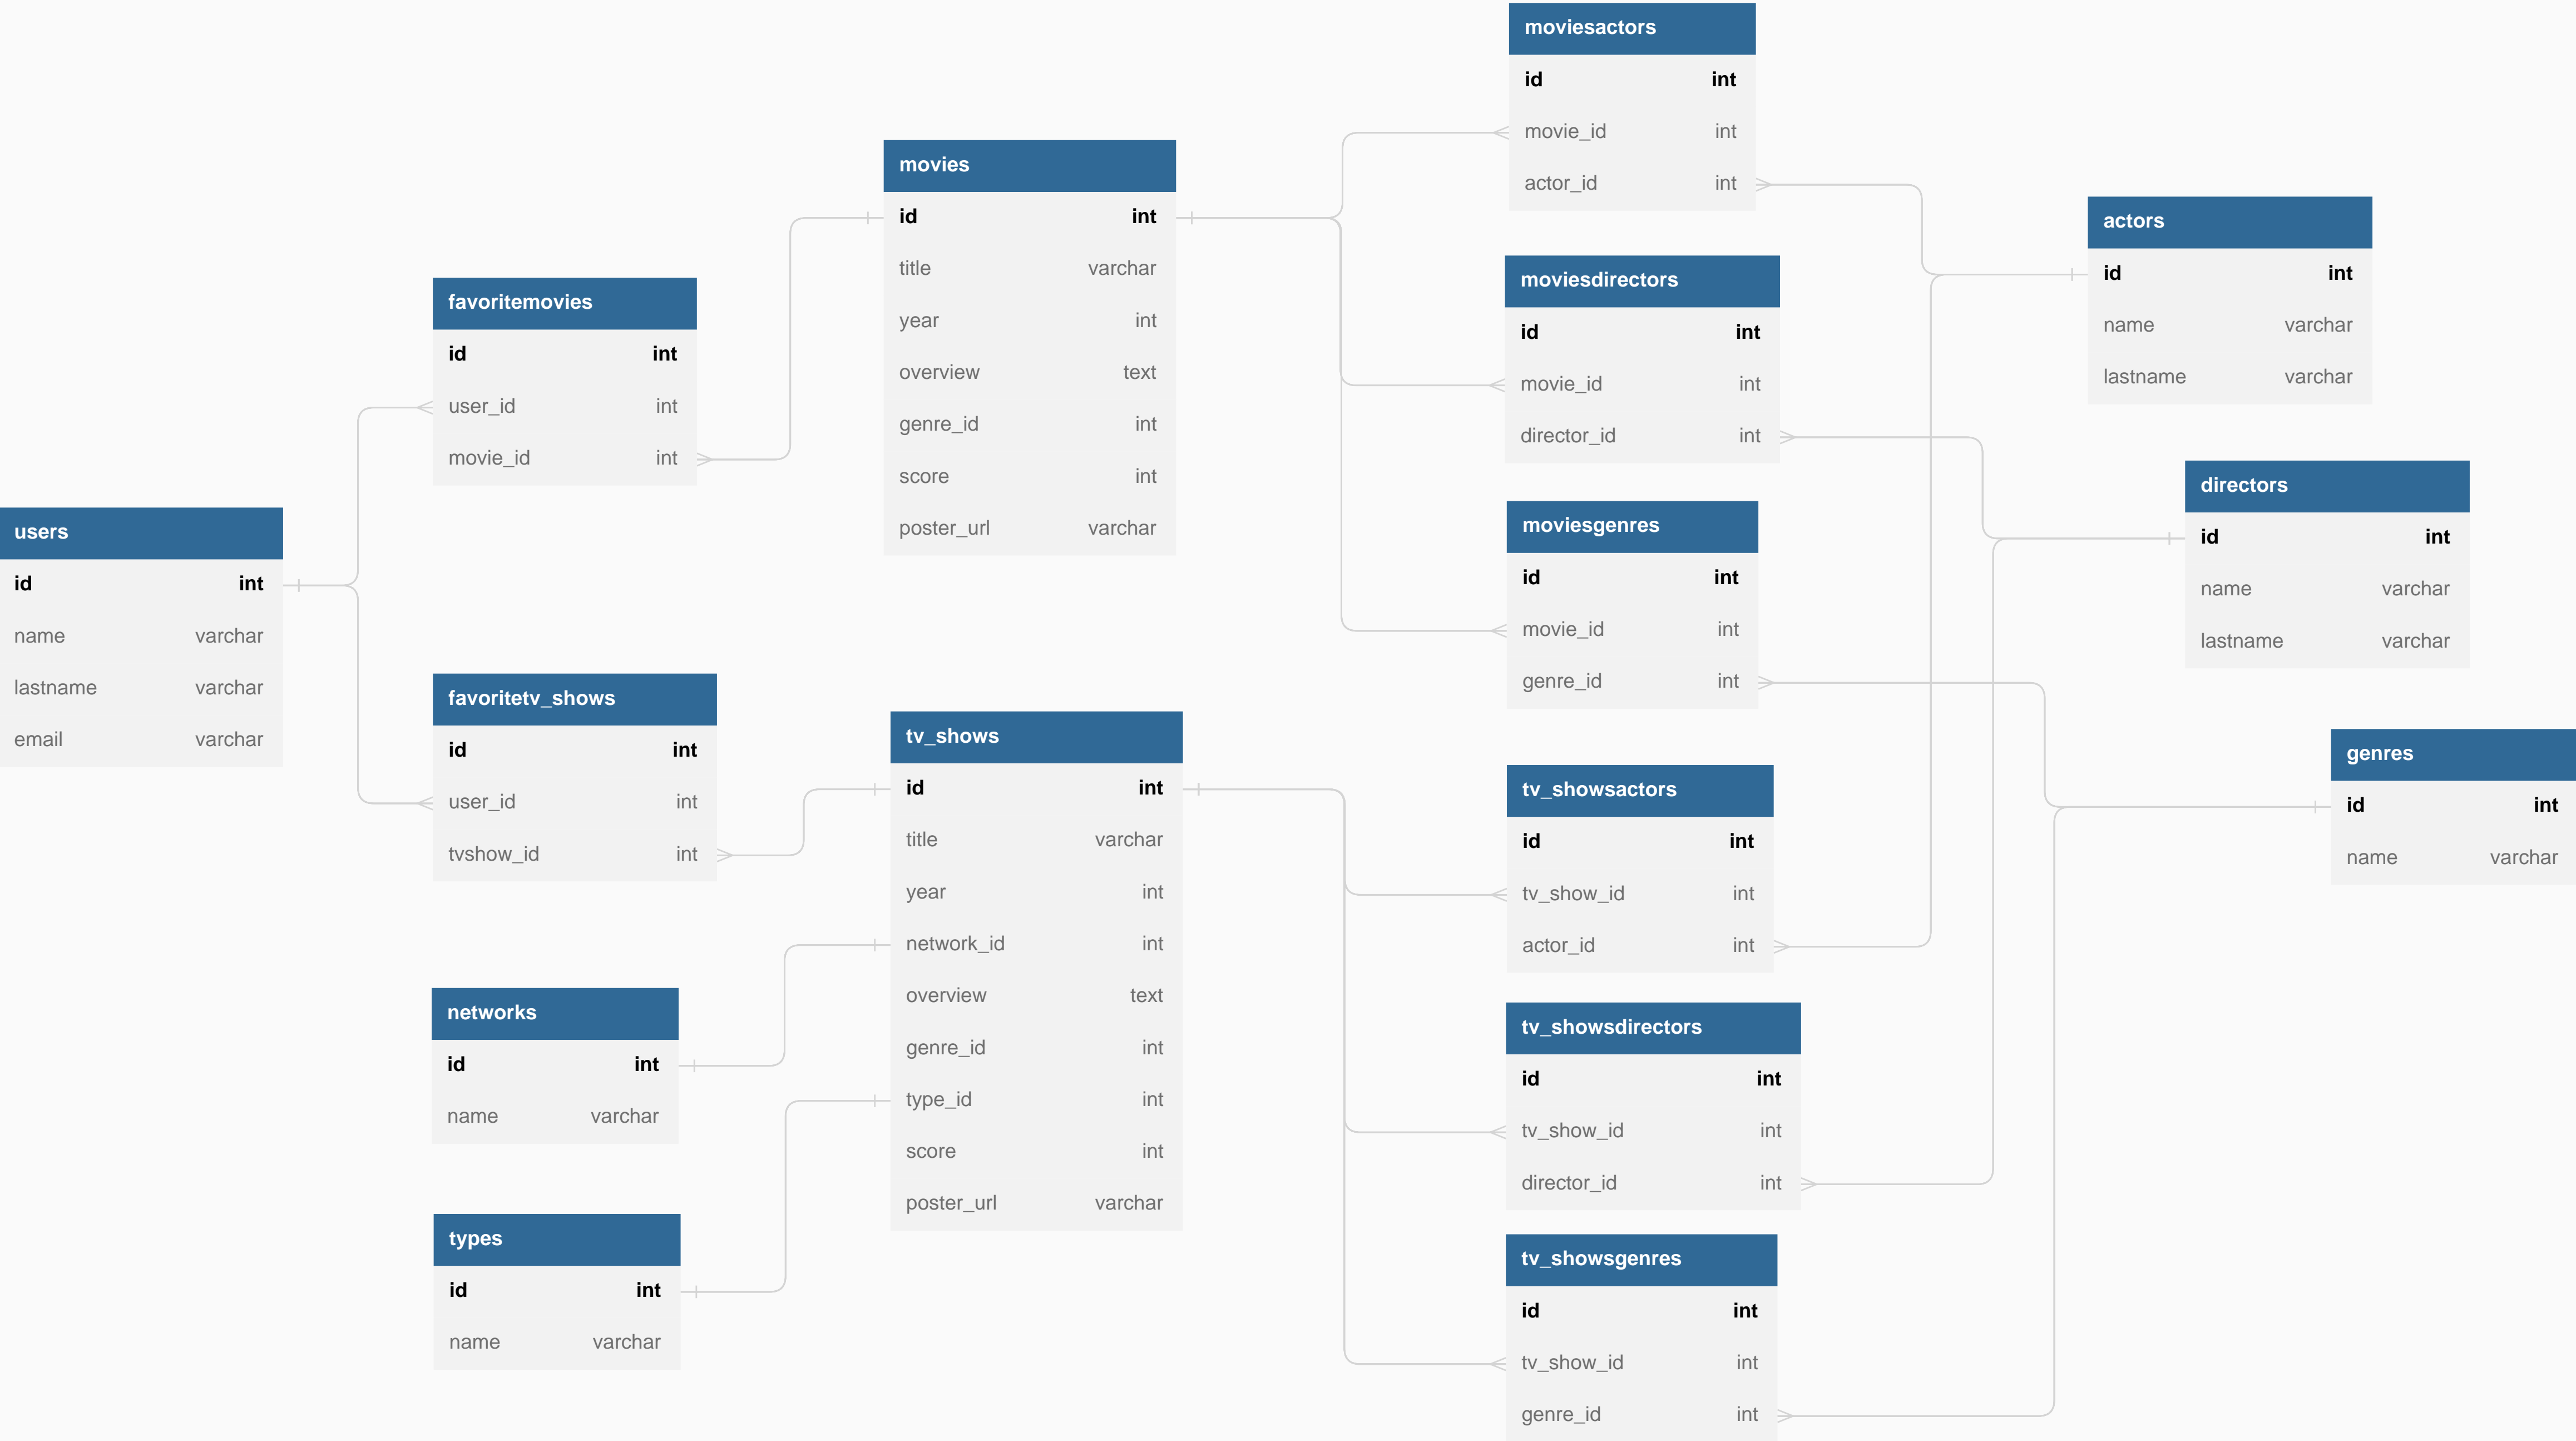 users
id int
name varchar
lastname varchar
email varchar
favoritemovies
id int
user_id int
movie_id int
favoritetv_shows
id int
user_id int
tvshow_id int
networks
id int
name varchar
types
id int
name varchar
movies
id int
title varchar
year int
overview text
genre_id int
score int
poster_url varchar
tv_shows
id int
title varchar
year int
network_id int
overview text
genre_id int
type_id int
score int
poster_url varchar
moviesactors
id int
movie_id int
actor_id int
moviesdirectors
id int
movie_id int
director_id int
moviesgenres
id int
movie_id int
genre_id int
tv_showsactors
id int
tv_show_id int
actor_id int
tv_showsdirectors
id int
tv_show_id int
director_id int
tv_showsgenres
id int
tv_show_id int
genre_id int
actors
id int
name varchar
lastname varchar
directors
id int
name varchar
lastname varchar
genres
id int
name varchar